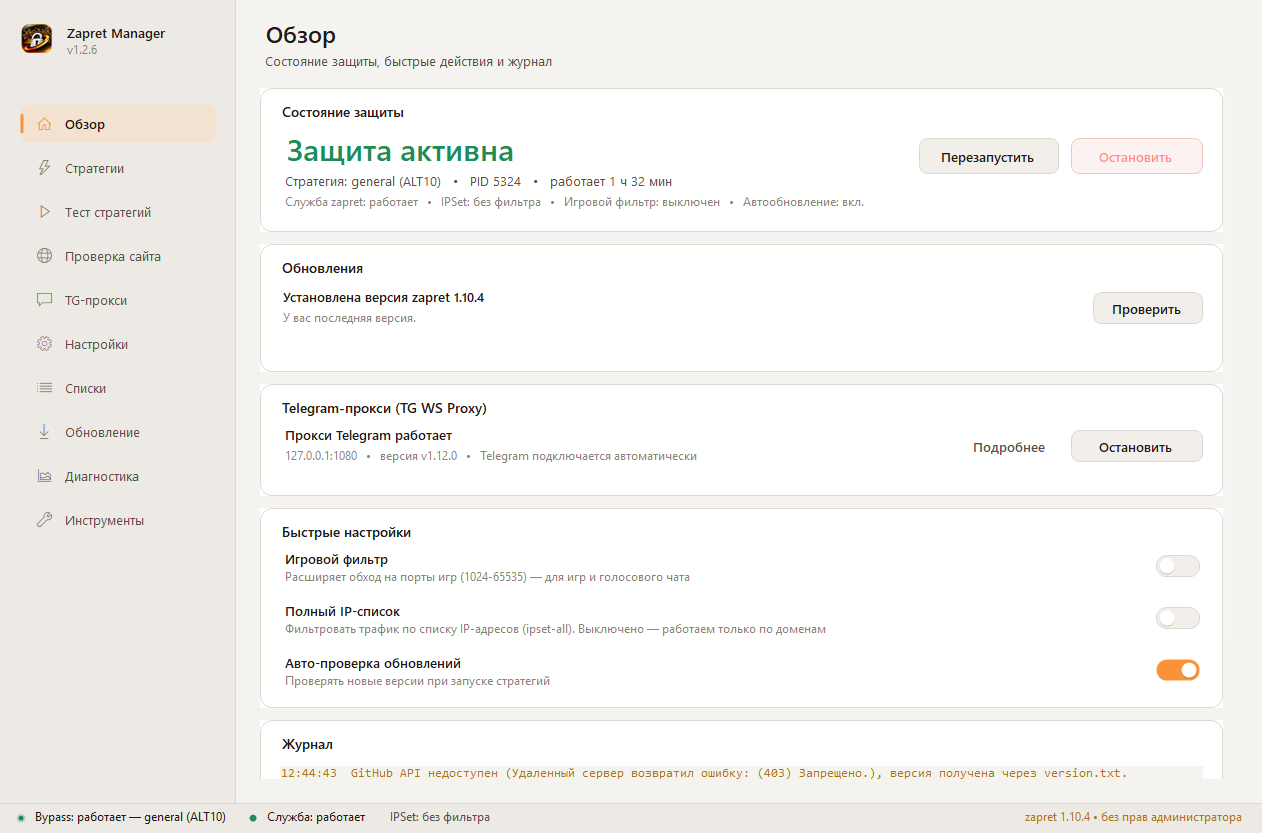 Zapret Manager
v1.2.6
Обзор
Стратегии
Тест стратегий
Проверка сайта
TG-прокси
Настройки
Списки
Обновление
Диагностика
Инструменты
Обзор
Состояние защиты, быстрые действия и журнал
Состояние защиты
Защита активна
Стратегия: general (ALT10) • PID 5324 • работает 1 ч 32 мин
Служба zapret: работает • IPSet: без фильтра • Игровой фильтр: выключен • Автообновление: вкл.
Перезапустить
Остановить
Обновления
Установлена версия zapret 1.10.4
У вас последняя версия.
Проверить
Telegram-прокси (TG WS Proxy)
Прокси Telegram работает
127.0.0.1:1080 • версия v1.12.0 • Telegram подключается автоматически
Подробнее
Остановить
Быстрые настройки
Игровой фильтр
Расширяет обход на порты игр (1024-65535) — для игр и голосового чата
Полный IP-список
Фильтровать трафик по списку IP-адресов (ipset-all). Выключено — работаем только по доменам
Авто-проверка обновлений
Проверять новые версии при запуске стратегий
Журнал
12:44:43 GitHub API недоступен (Удаленный сервер возвратил ошибку: (403) Запрещено.), версия получена через version.txt.
Bypass: работает — general (ALT10)
Служба: работает
IPSet: без фильтра
zapret 1.10.4 • без прав администратора